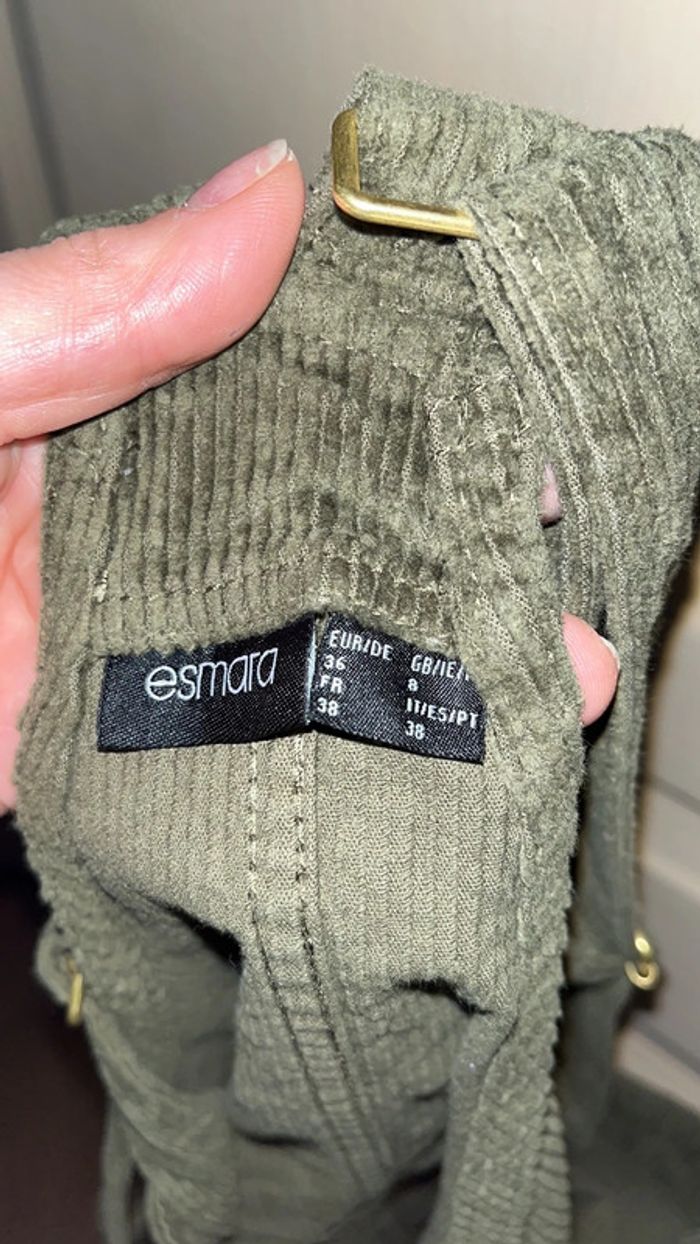 esmara
EUR/DE GB/IE/
36 8
FR IT/ES/PT
38 38